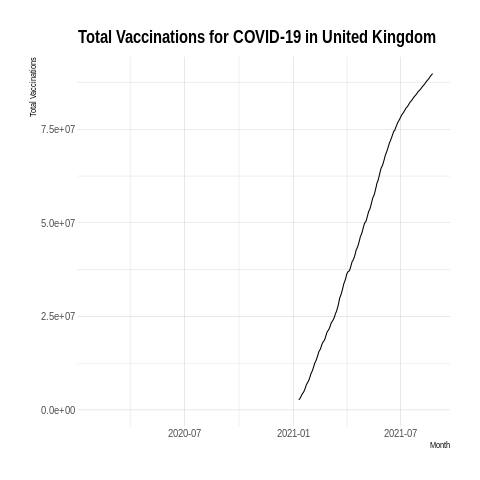 Total Vaccinations for COVID-19 in United Kingdom
Total Vaccinations
7.5e+07
5.0e+07
2.5e+07
0.0e+00
2020-07 2021-01 2021-07
Month